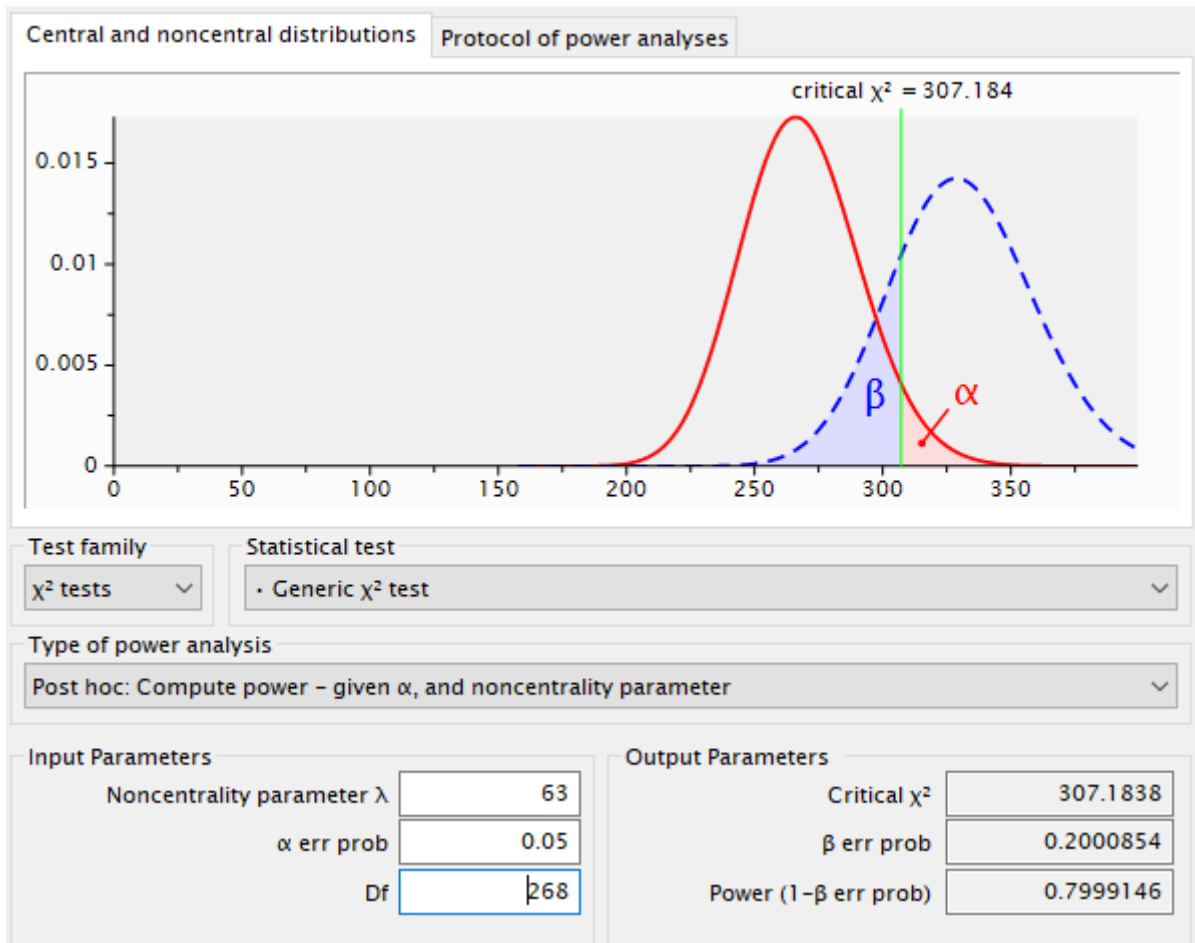 Central and noncentral distributions
Protocol of power analyses
critical χ² = 307.184
0.015
0.01
0.005
0
β
α
0 50 100 150 200 250 300 350
Test family
Statistical test
χ² tests
· Generic χ² test
Type of power analysis
Post hoc: Compute power – given α, and noncentrality parameter
Input Parameters
Output Parameters
Noncentrality parameter λ 63
Critical χ² 307.1838
α err prob 0.05
β err prob 0.2000854
Df 268
Power (1–β err prob) 0.7999146